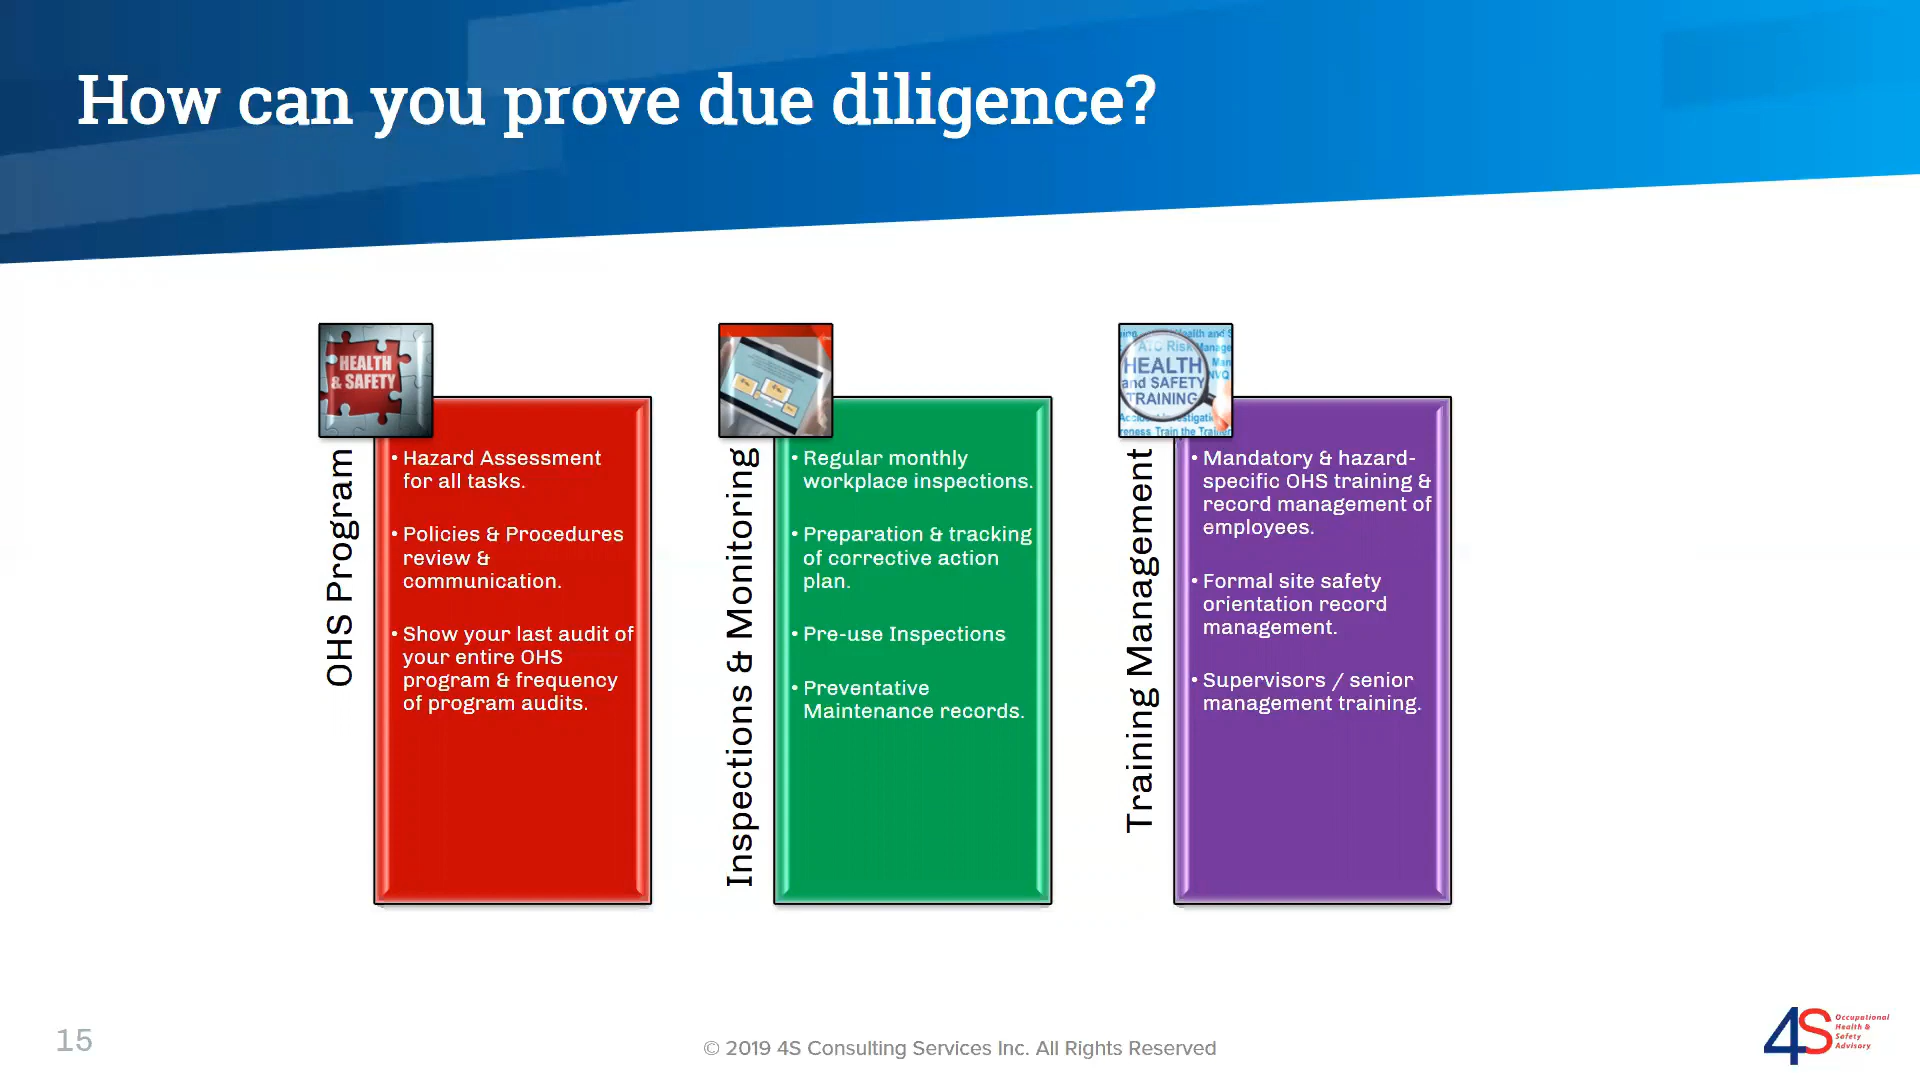 How can you prove due diligence?
HEALTH
& SAFETY
OHS Program
• Hazard Assessment
for all tasks.
• Policies & Procedures
review &
communication.
• Show your last audit of
your entire OHS
program & frequency
of program audits.
Inspections & Monitoring
• Regular monthly
workplace inspections.
• Preparation & tracking
of corrective action
plan.
• Pre-use Inspections
• Preventative
Maintenance records.
HEALTH
and SAFETY
TRAINING
Training Management
• Mandatory & hazard-
specific OHS training &
record management of
employees.
• Formal site safety
orientation record
management.
• Supervisors / senior
management training.
15
© 2019 4S Consulting Services Inc. All Rights Reserved
4S
Occupational
Health &
Safety
Advisory